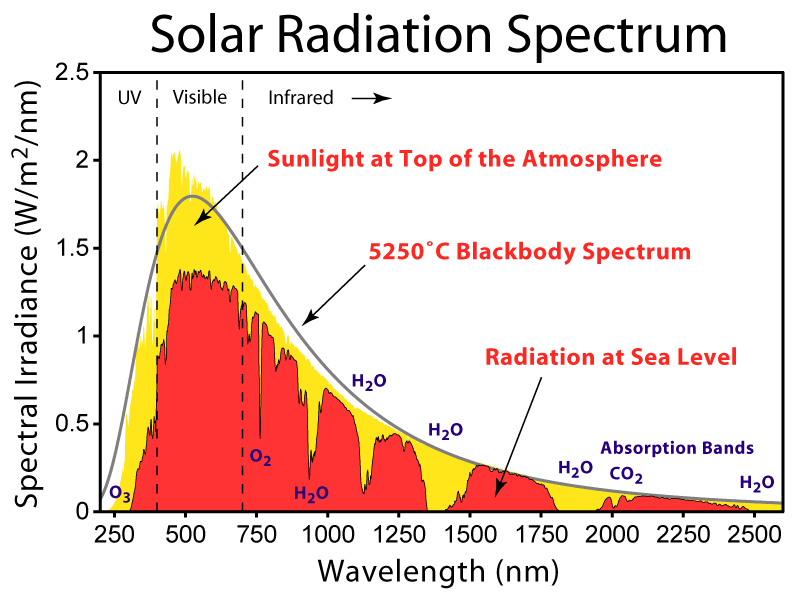 Solar Radiation Spectrum
Spectral Irradiance (W/m2/nm)
2.5
2
1.5
1
0.5
0
UV
Visible
Infrared
Sunlight at Top of the Atmosphere
5250˚C Blackbody Spectrum
Radiation at Sea Level
H2O
H2O
Absorption Bands
H2O
CO2
H2O
O2
H2O
O3
250 500 750 1000 1250 1500 1750 2000 2250 2500
Wavelength (nm)